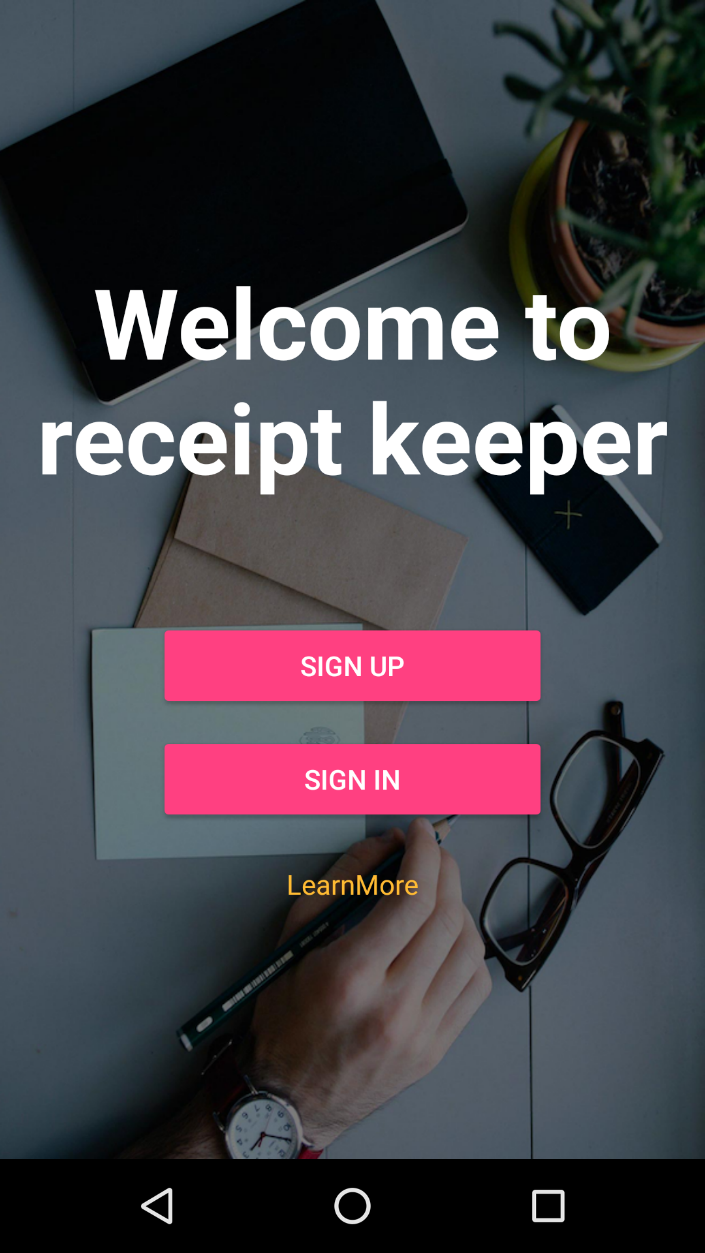 Welcome to
receipt keeper
SIGN UP
SIGN IN
LearnMore